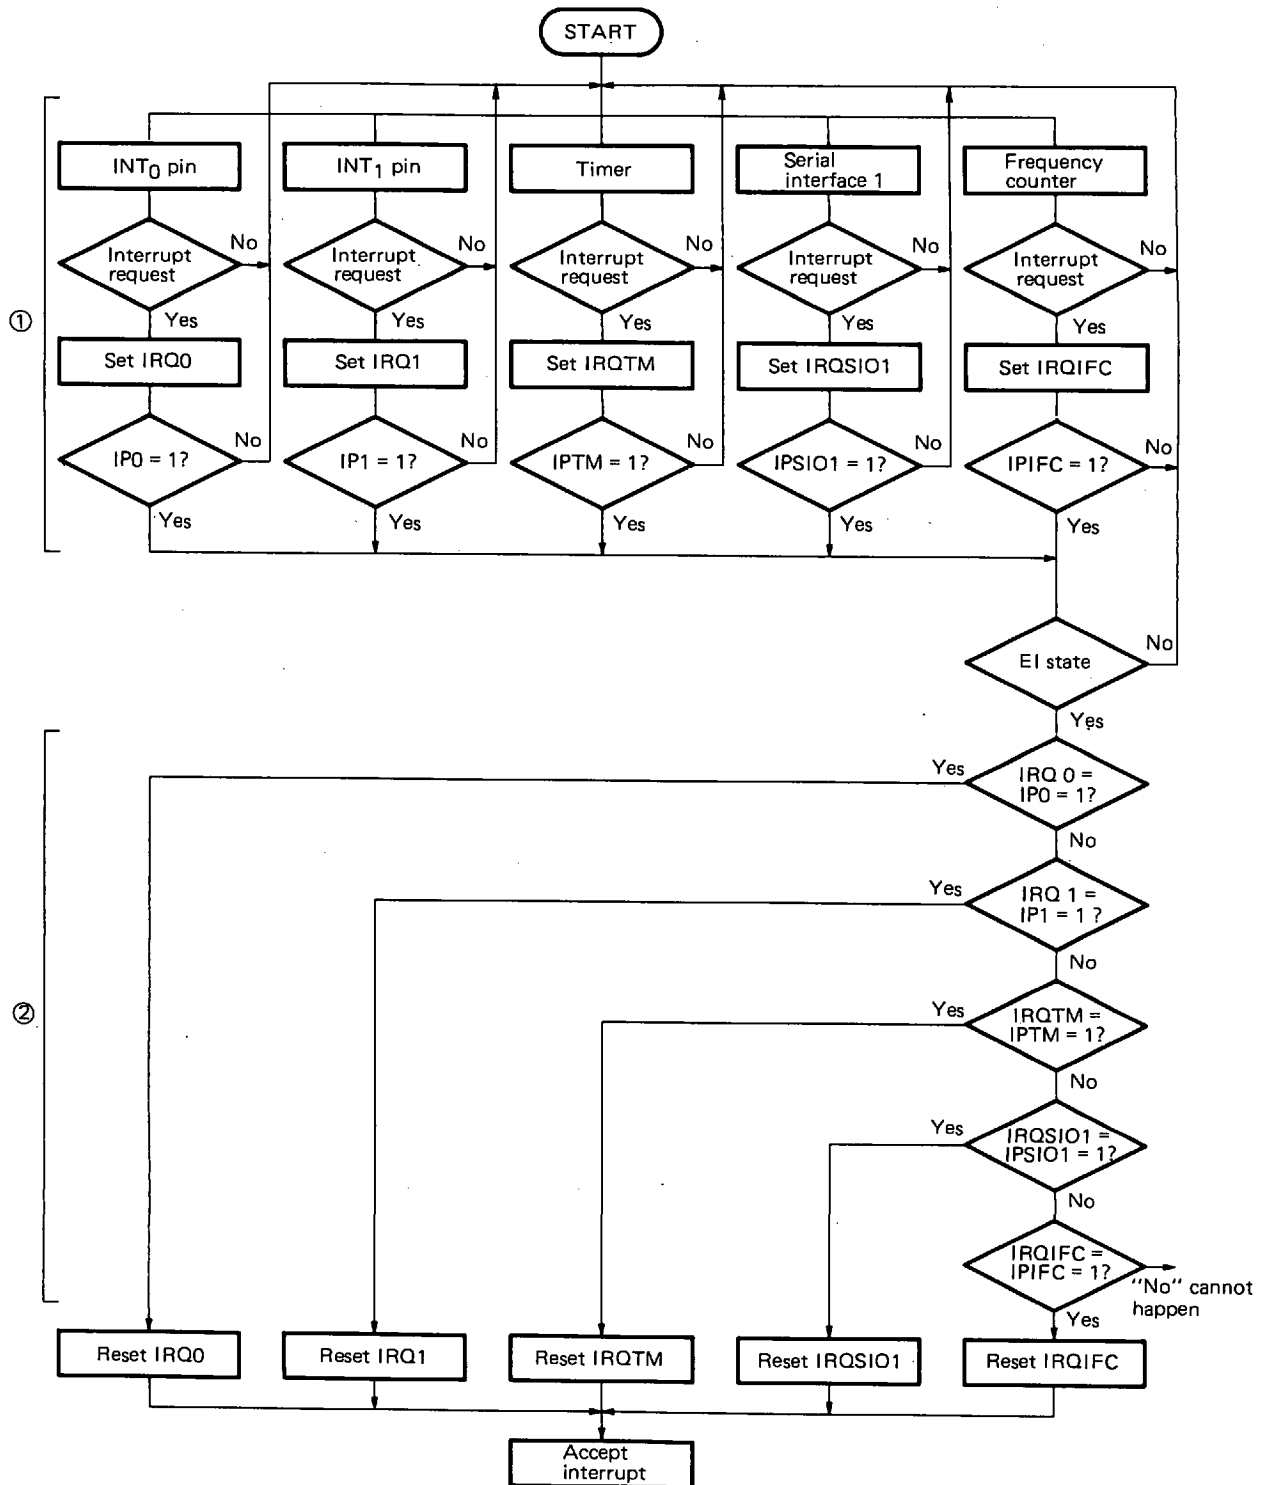 START
①
INT0 pin
INT1 pin
Timer
Serial
interface 1
Frequency
counter
Interrupt
request
No
Interrupt
request
No
Interrupt
request
No
Interrupt
request
No
Interrupt
request
No
Yes
Yes
Yes
Yes
Yes
Set IRQ0
Set IRQ1
Set IRQTM
Set IRQSIO1
Set IRQIFC
IP0 = 1?
No
IP1 = 1?
No
IPTM = 1?
No
IPSIO1 = 1?
No
IPIFC = 1?
No
Yes
Yes
Yes
Yes
Yes
EI state
No
Yes
②
Yes
IRQ 0 =
IP0 = 1?
No
Yes
IRQ 1 =
IP1 = 1 ?
No
Yes
IRQTM =
IPTM = 1?
No
Yes
IRQSIO1 =
IPSIO1 = 1?
No
IRQIFC =
IPIFC = 1?
"No" cannot
happen
Yes
Reset IRQ0
Reset IRQ1
Reset IRQTM
Reset IRQSIO1
Reset IRQIFC
Accept
interrupt